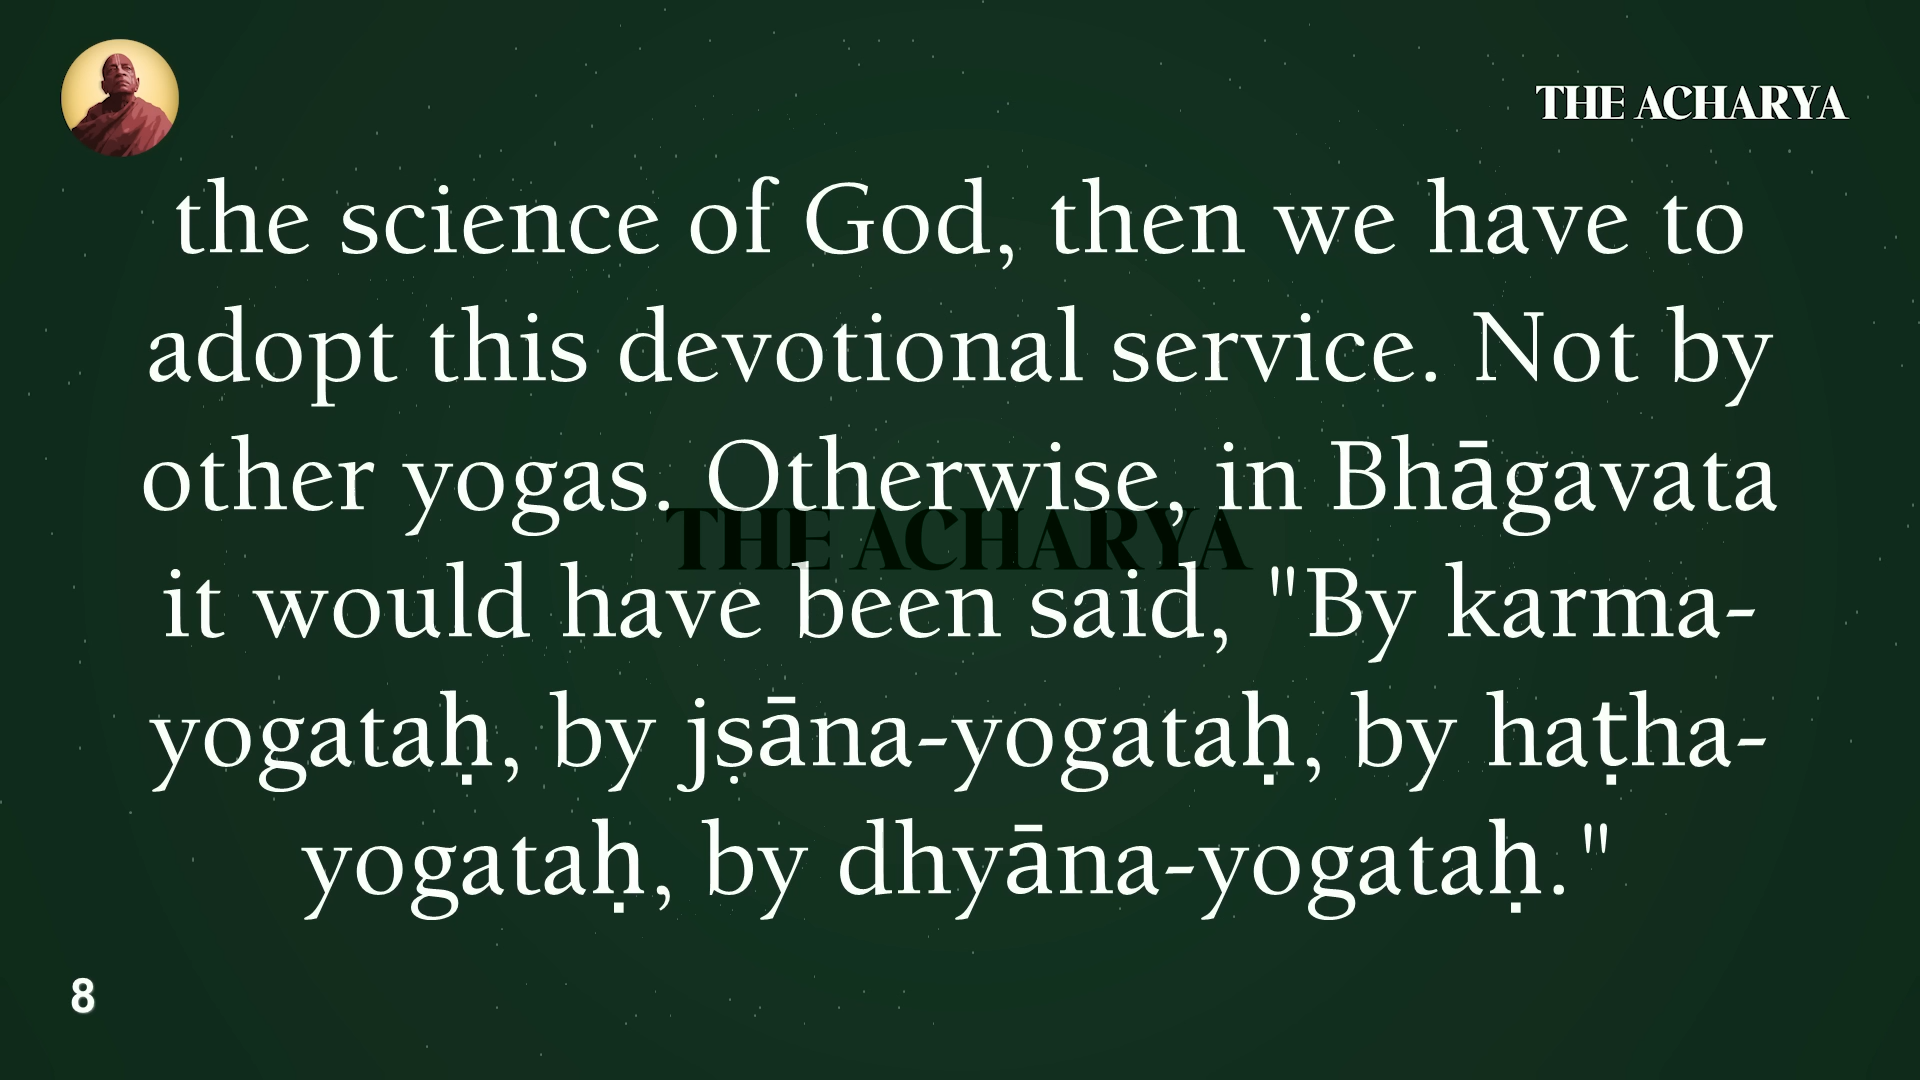 THE ACHARYA
the science of God, then we have to
adopt this devotional service. Not by
other yogas. Otherwise, in Bhāgavata
THE ACHARYA
it would have been said, "By karma-
yogataḥ, by jṣāna-yogataḥ, by haṭha-
yogataḥ, by dhyāna-yogataḥ."
8